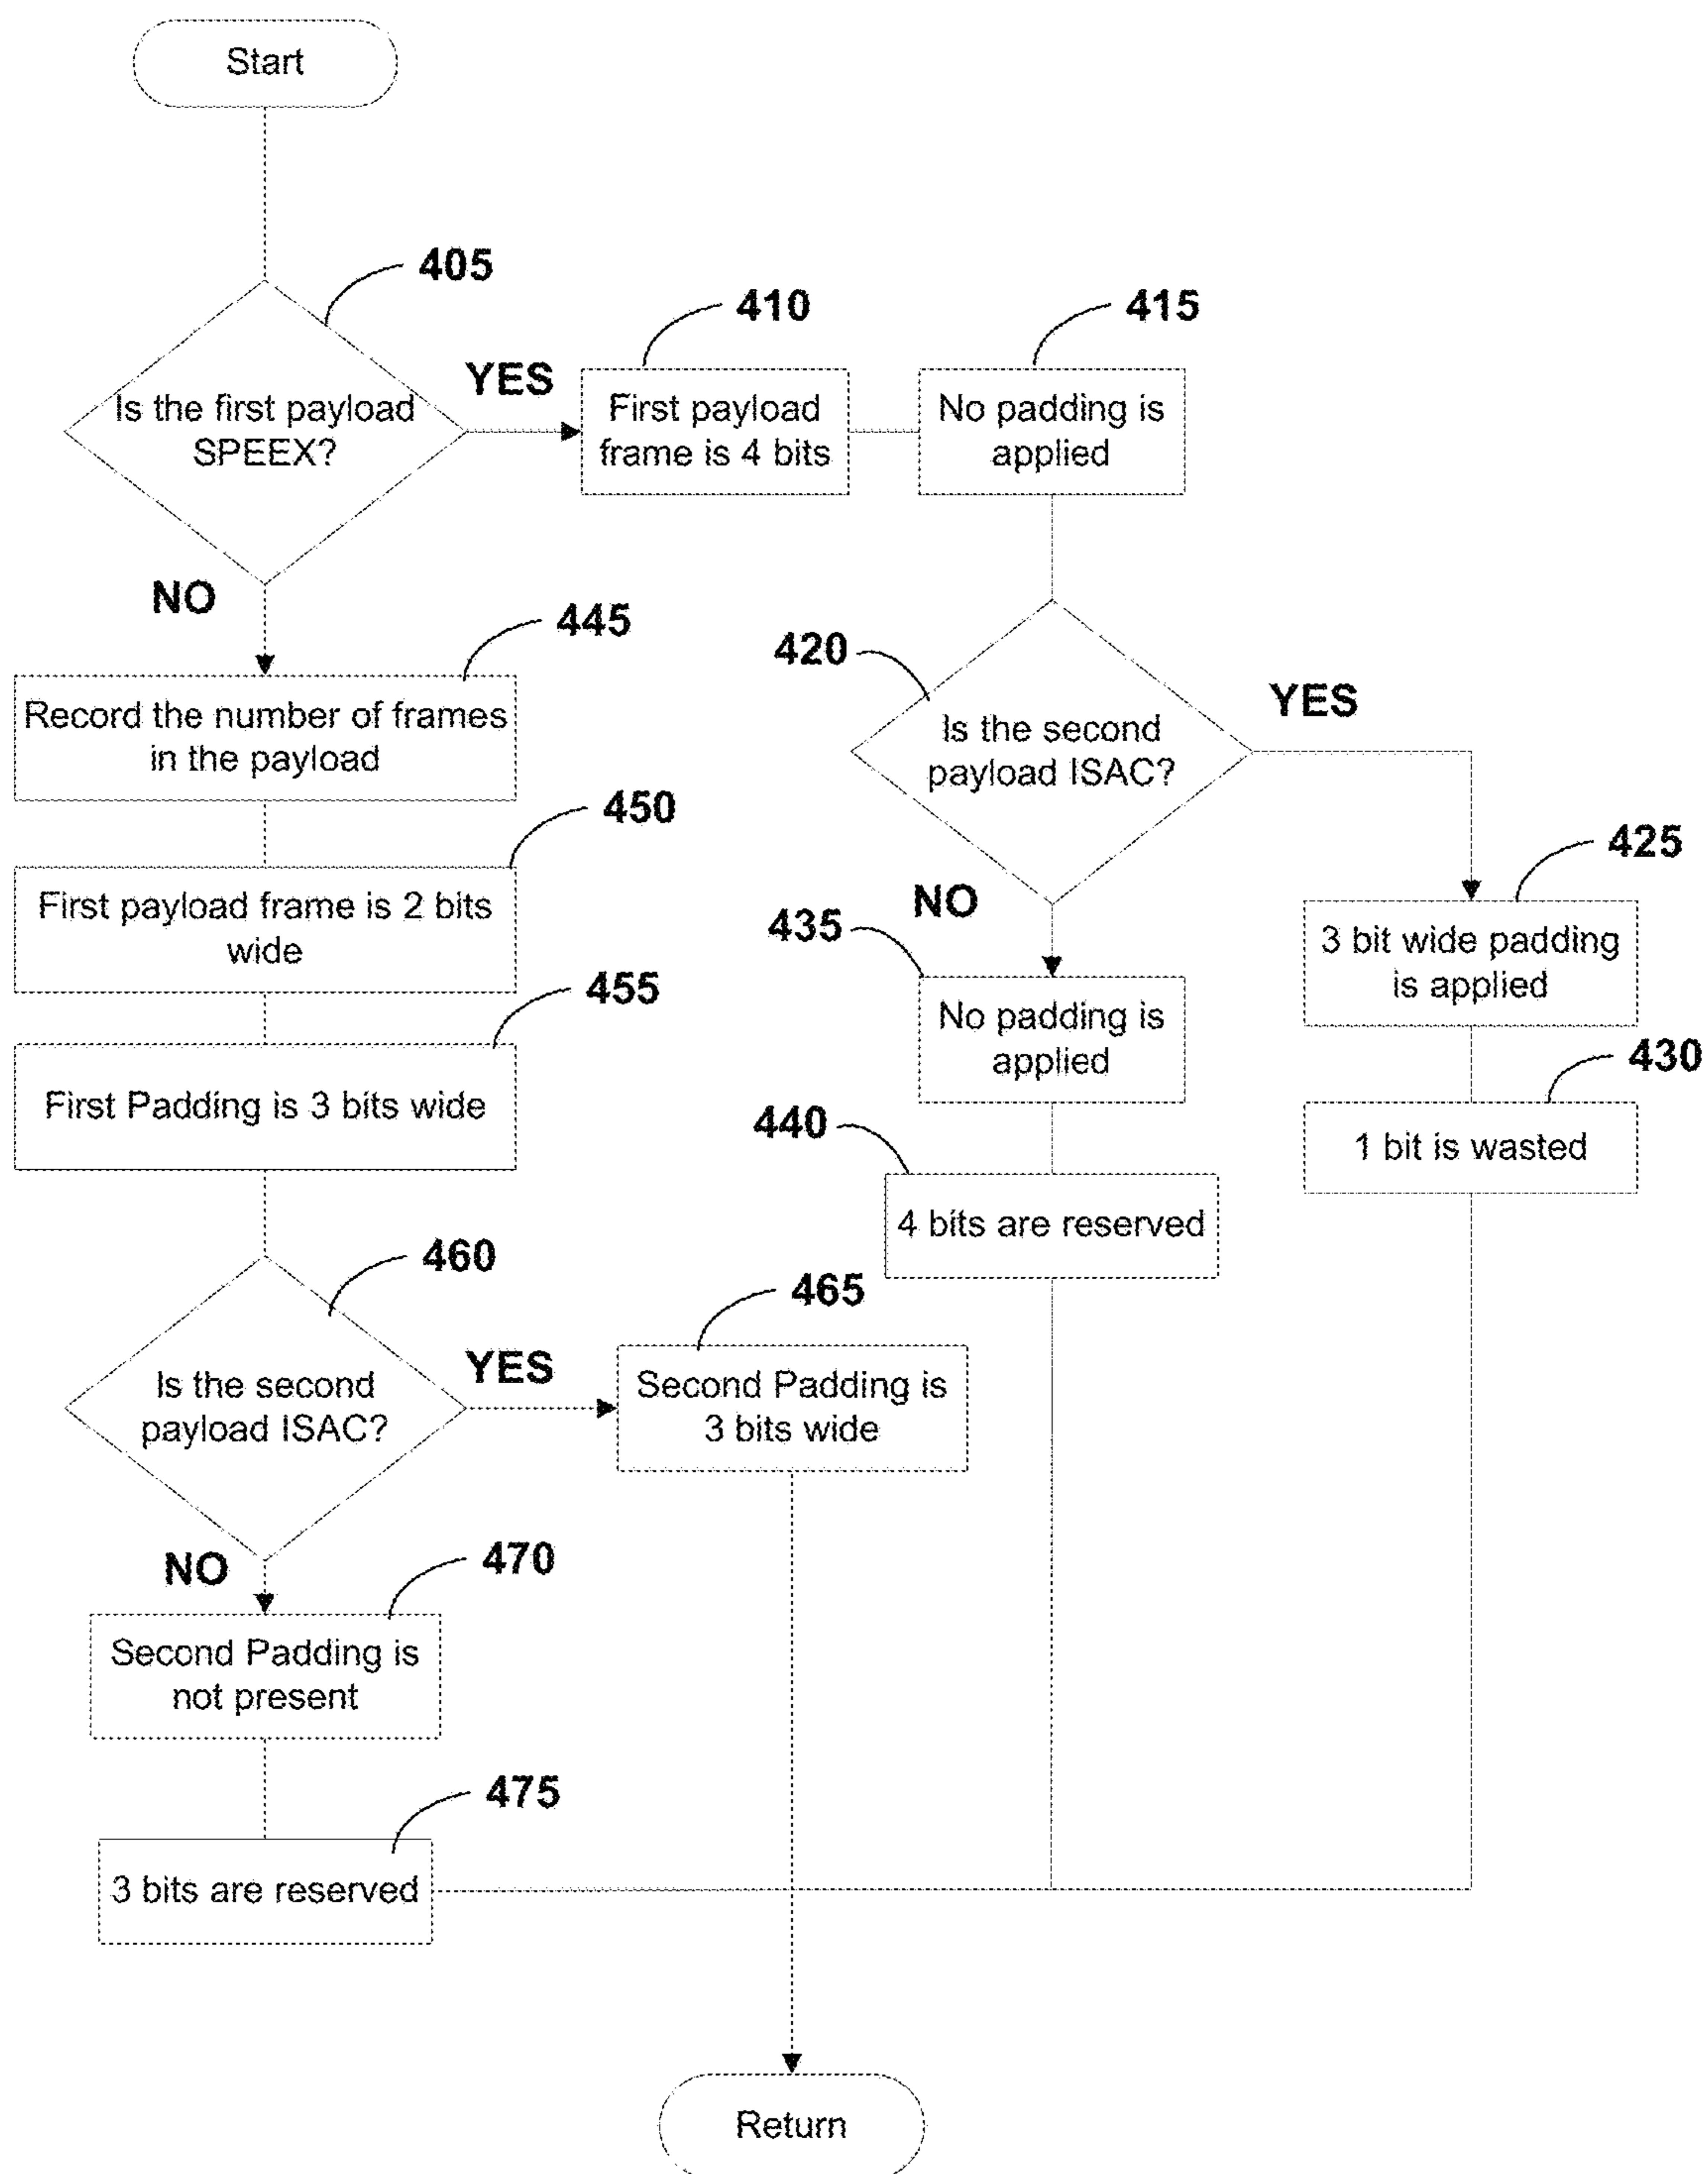 Start
405
Is the first payload
SPEEX?
YES
410
First payload
frame is 4 bits
415
No padding is
applied
NO
445
Record the number of frames
in the payload
420
Is the second
payload ISAC?
YES
450
First payload frame is 2 bits
wide
425
3 bit wide padding
is applied
NO
435
No padding is
applied
455
First Padding is 3 bits wide
430
1 bit is wasted
440
4 bits are reserved
460
Is the second
payload ISAC?
YES
465
Second Padding is
3 bits wide
NO
470
Second Padding is
not present
475
3 bits are reserved
Return